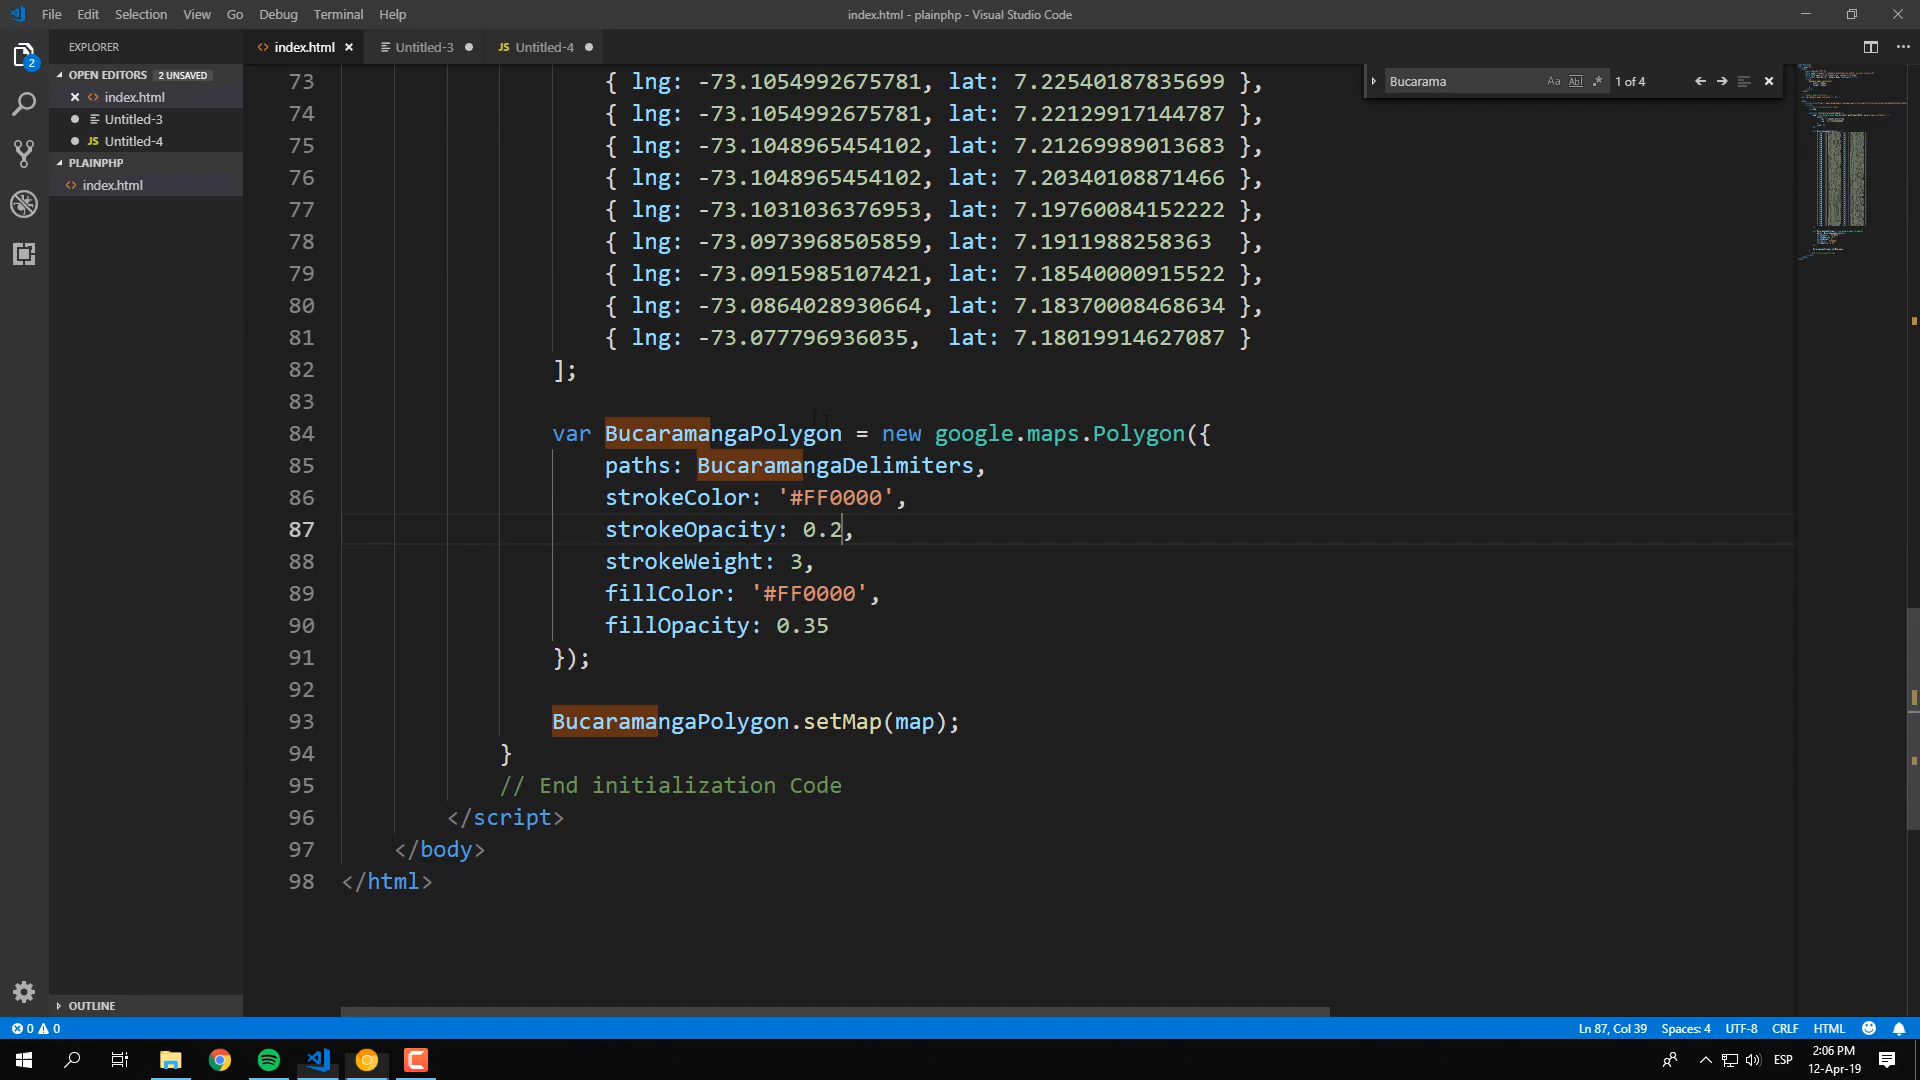 File Edit Selection View Go Debug Terminal Help
index.html - plainphp - Visual Studio Code
EXPLORER
OPEN EDITORS 2 UNSAVED
index.html
Untitled-3
Untitled-4
PLAINPHP
index.html
OUTLINE
index.html
Untitled-3
JS Untitled-4
Bucarama Aa Abl .* 1 of 4
73 { lng: -73.1054992675781, lat: 7.22540187835699 },
74 { lng: -73.1054992675781, lat: 7.22129917144787 },
75 { lng: -73.1048965454102, lat: 7.21269989013683 },
76 { lng: -73.1048965454102, lat: 7.20340108871466 },
77 { lng: -73.1031036376953, lat: 7.19760084152222 },
78 { lng: -73.0973968505859, lat: 7.1911988258363 },
79 { lng: -73.0915985107421, lat: 7.18540000915522 },
80 { lng: -73.0864028930664, lat: 7.18370008468634 },
81 { lng: -73.077796936035, lat: 7.18019914627087 }
82 ];
83
84 var BucaramangaPolygon = new google.maps.Polygon({
85 paths: BucaramangaDelimiters,
86 strokeColor: '#FF0000',
87 strokeOpacity: 0.2,
88 strokeWeight: 3,
89 fillColor: '#FF0000',
90 fillOpacity: 0.35
91 });
92
93 BucaramangaPolygon.setMap(map);
94 }
95 // End initialization Code
96 </script>
97 </body>
98 </html>
0 0
Ln 87, Col 39 Spaces: 4 UTF-8 CRLF HTML
ESP
2:06 PM
12-Apr-19